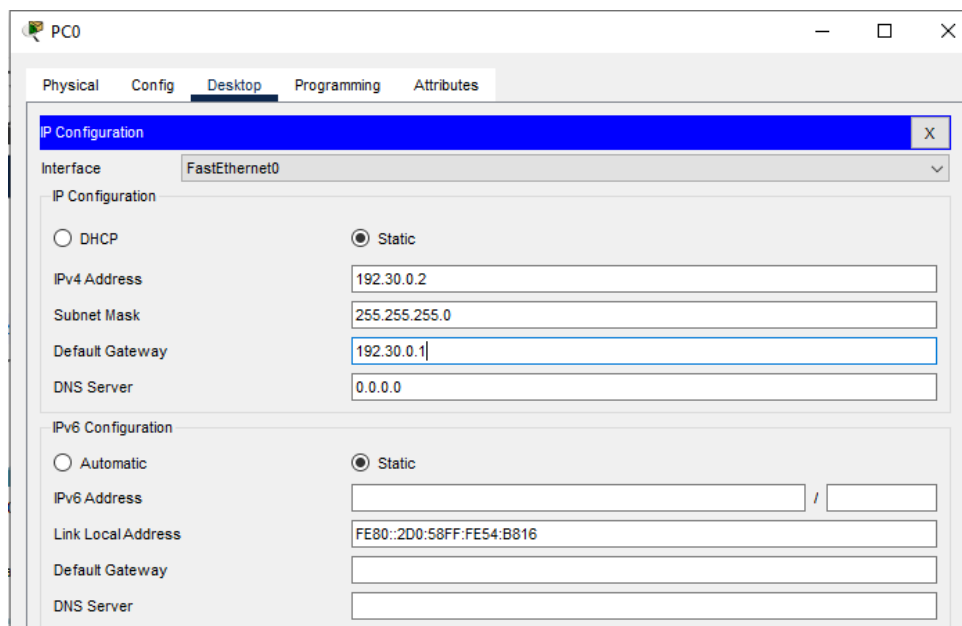 PC0
Physical Config Desktop Programming Attributes
IP Configuration X
Interface FastEthernet0
IP Configuration
DHCP Static
IPv4 Address 192.30.0.2
Subnet Mask 255.255.255.0
Default Gateway 192.30.0.1
DNS Server 0.0.0.0
IPv6 Configuration
Automatic Static
IPv6 Address /
Link Local Address FE80::2D0:58FF:FE54:B816
Default Gateway
DNS Server